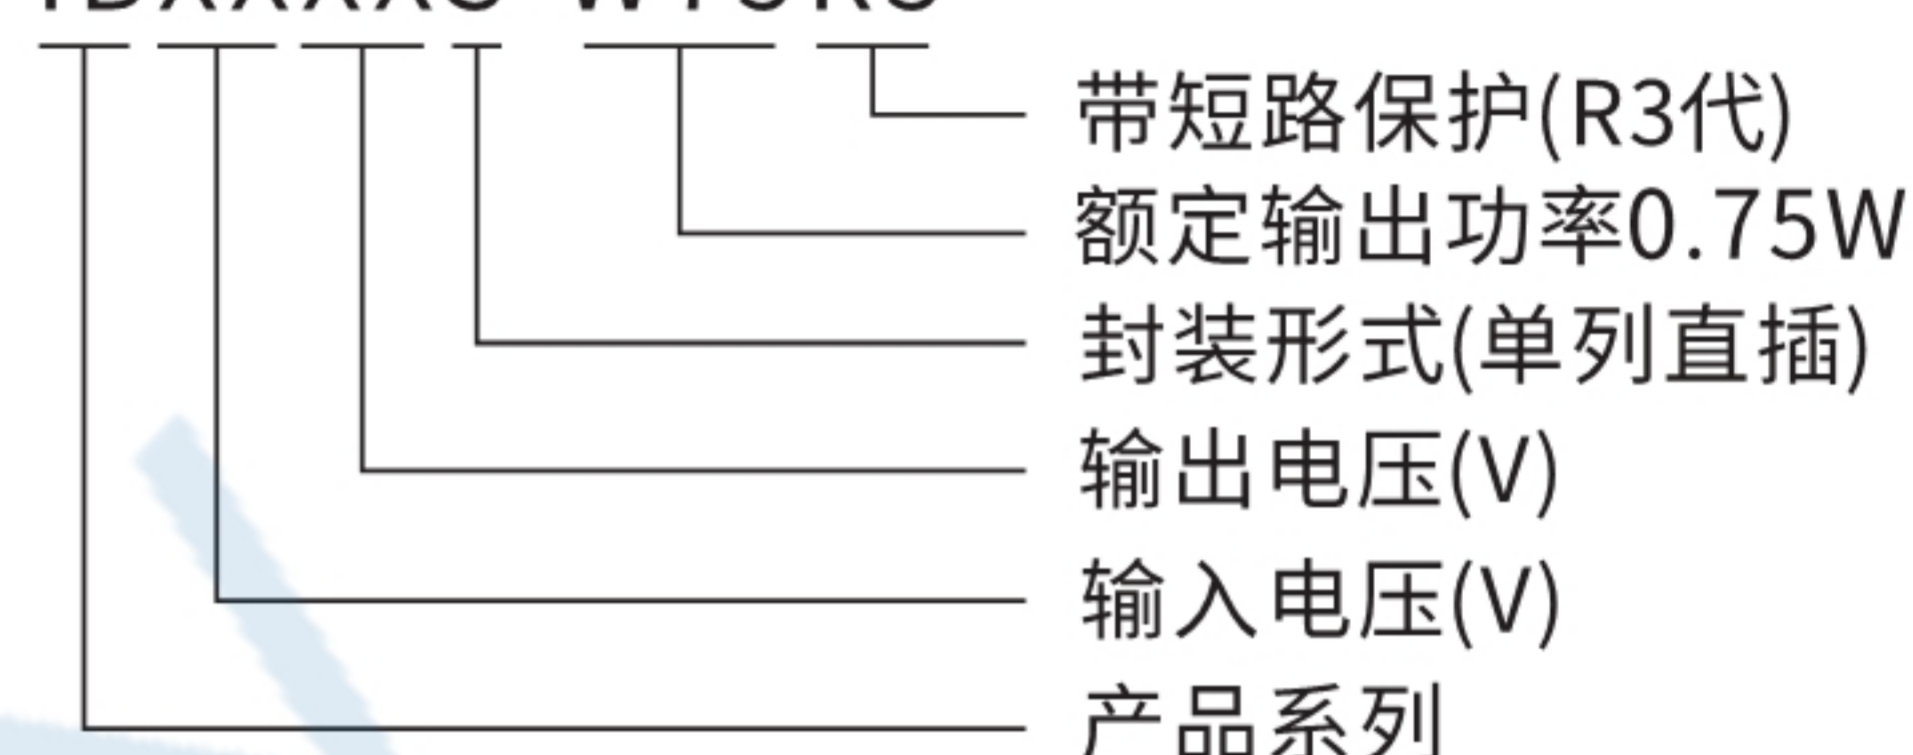 带短路保护(R3代)
额定输出功率0.75W
封装形式(单列直插)
输出电压(V)
输入电压(V)
产品系列